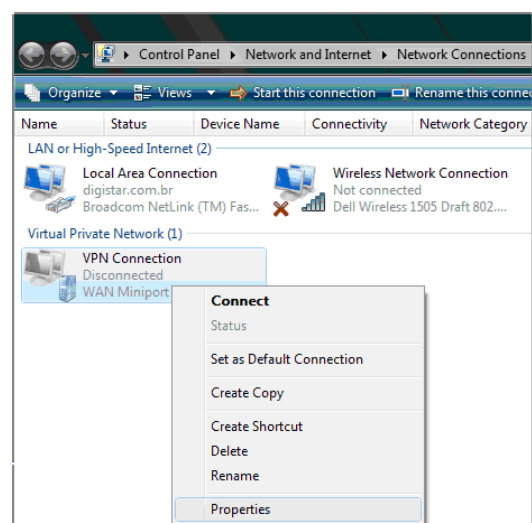 Control Panel Network and Internet Network Connections
Organize Views Start this connection Rename this connec
Name Status Device Name Connectivity Network Category
LAN or High-Speed Internet (2)
Local Area Connection
digistar.com.br
Broadcom NetLink (TM) Fas...
Wireless Network Connection
Not connected
Dell Wireless 1505 Draft 802....
Virtual Private Network (1)
VPN Connection
Disconnected
WAN Miniport
Connect
Status
Set as Default Connection
Create Copy
Create Shortcut
Delete
Rename
Properties